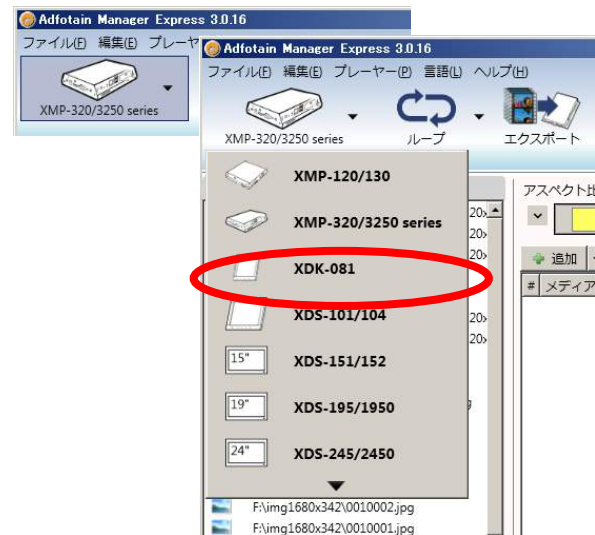 Adfotain Manager Express 3.0.16
ファイル(F) 編集(E) プレーヤ
XMP-320/3250 series
Adfotain Manager Express 3.0.16
ファイル(F) 編集(E) プレーヤー(P) 言語(L) ヘルプ(H)
XMP-320/3250 series ループ エクスポート
XMP-120/130
アスペクト比
XMP-320/3250 series
20x
20x
20x
XDK-081
追加
# メディア
XDS-101/104
20x
20x
15" XDS-151/152
19" XDS-195/1950
24" XDS-245/2450
F:\img1680x342\0010002.jpg
F:\img1680x342\0010001.jpg